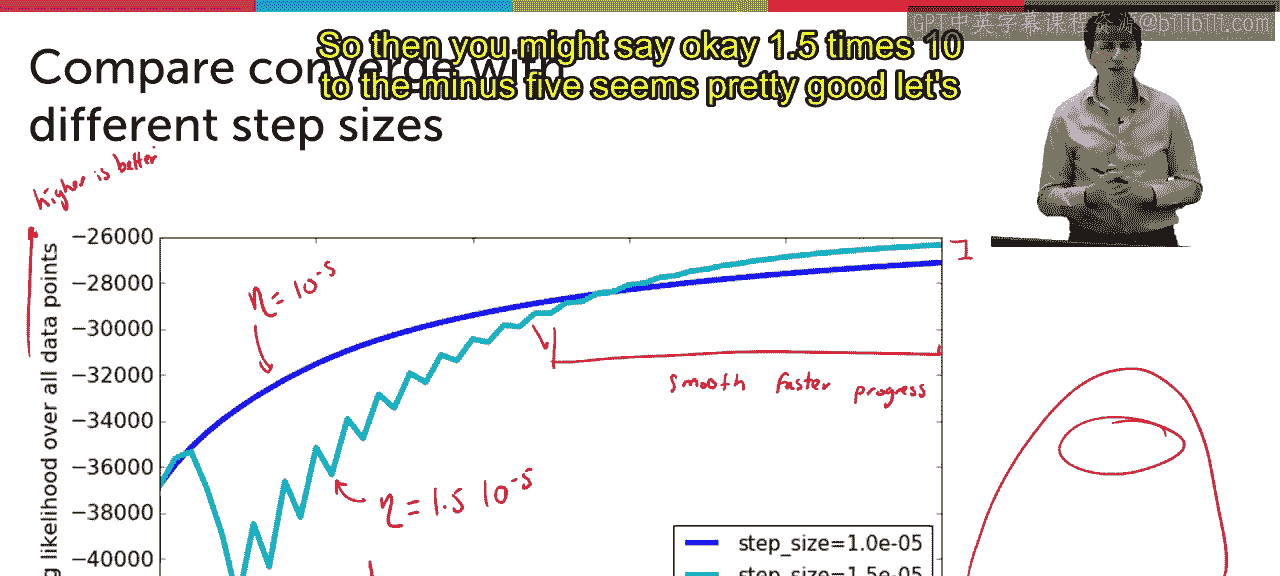 GPT中英字幕课程资源@bilibili.com
So then you might say okay 1.5 times 10
to the minus five seems pretty good let's
Compare converge with
different step sizes
higher is better
−26000
−28000
−30000
−32000
−34000
−36000
−38000
−40000
likelihood over all data points
η = 10⁻⁵
smooth faster progress
η = 1.5 10⁻⁵
step_size=1.0e-05
step_size=1.5e-05